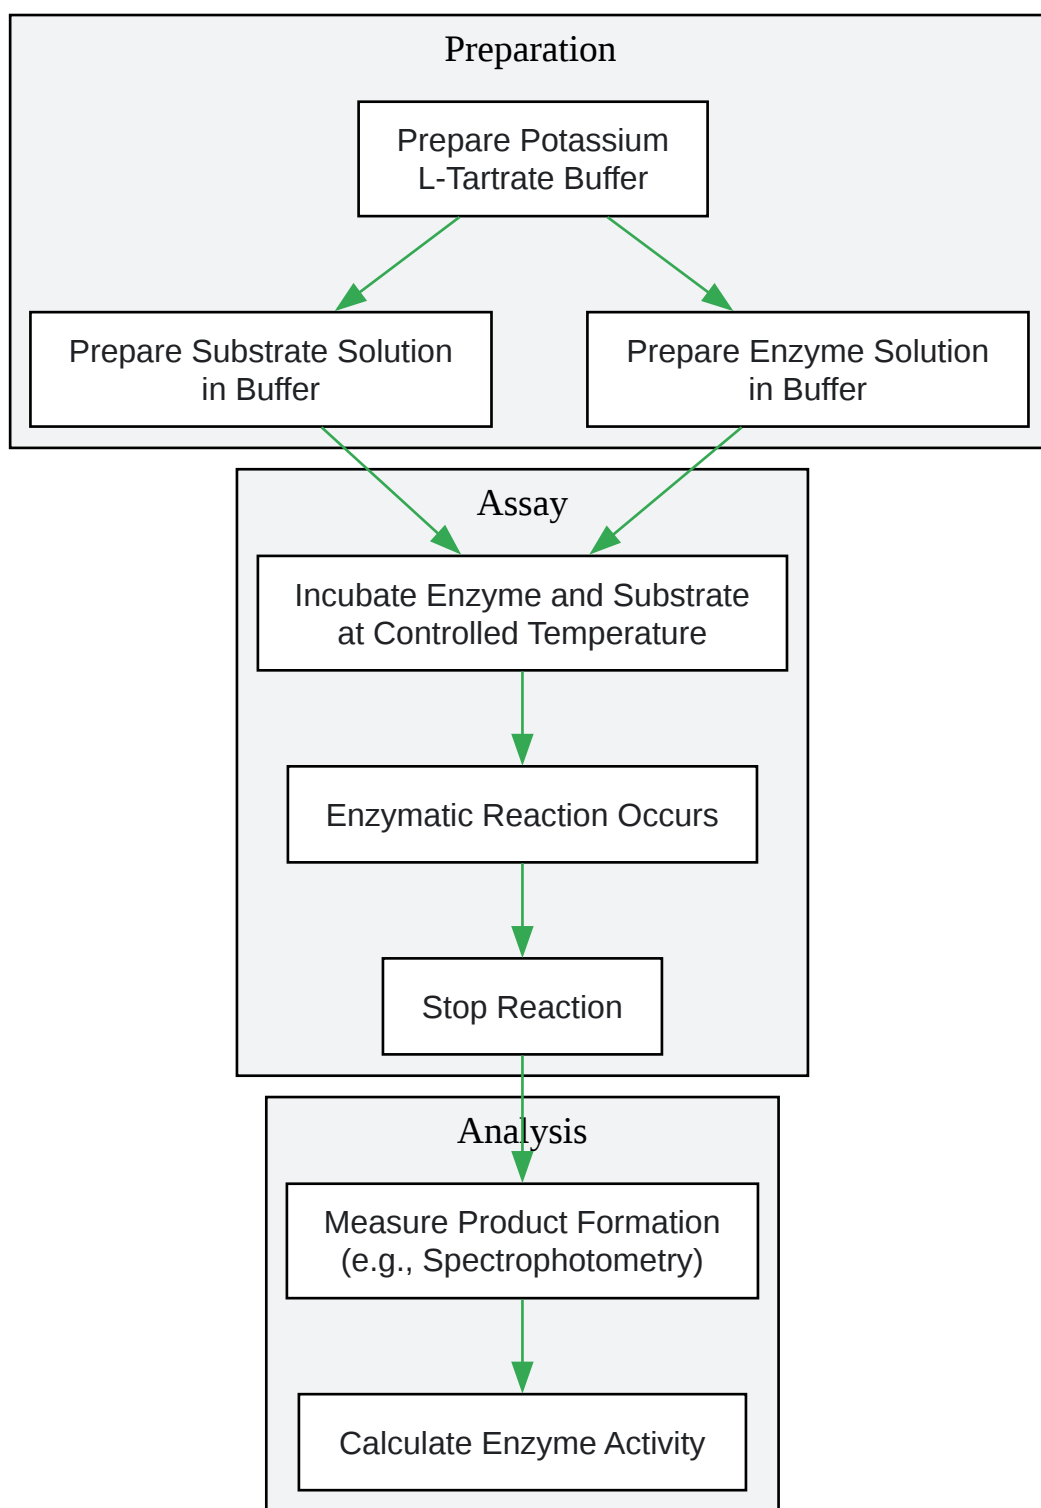 Preparation
Prepare Potassium
L-Tartrate Buffer
Prepare Substrate Solution
in Buffer
Prepare Enzyme Solution
in Buffer
Assay
Incubate Enzyme and Substrate
at Controlled Temperature
Enzymatic Reaction Occurs
Stop Reaction
Analysis
Measure Product Formation
(e.g., Spectrophotometry)
Calculate Enzyme Activity